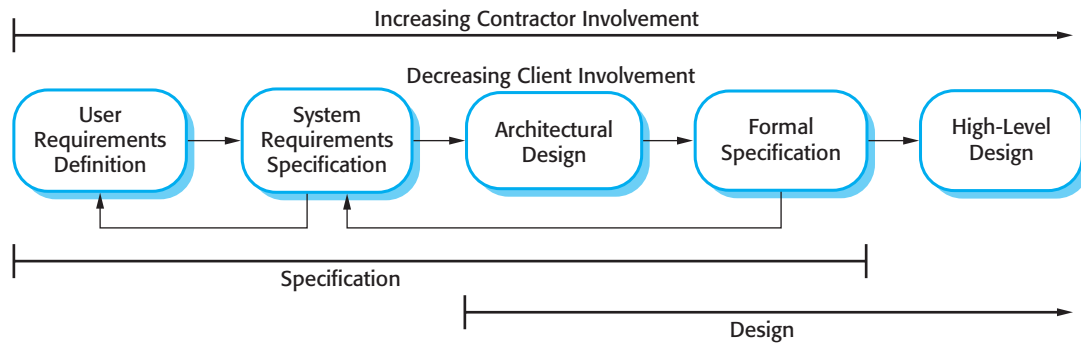 Increasing Contractor Involvement
Decreasing Client Involvement
User
Requirements
Definition
System
Requirements
Specification
Architectural
Design
Formal
Specification
High-Level
Design
Specification
Design